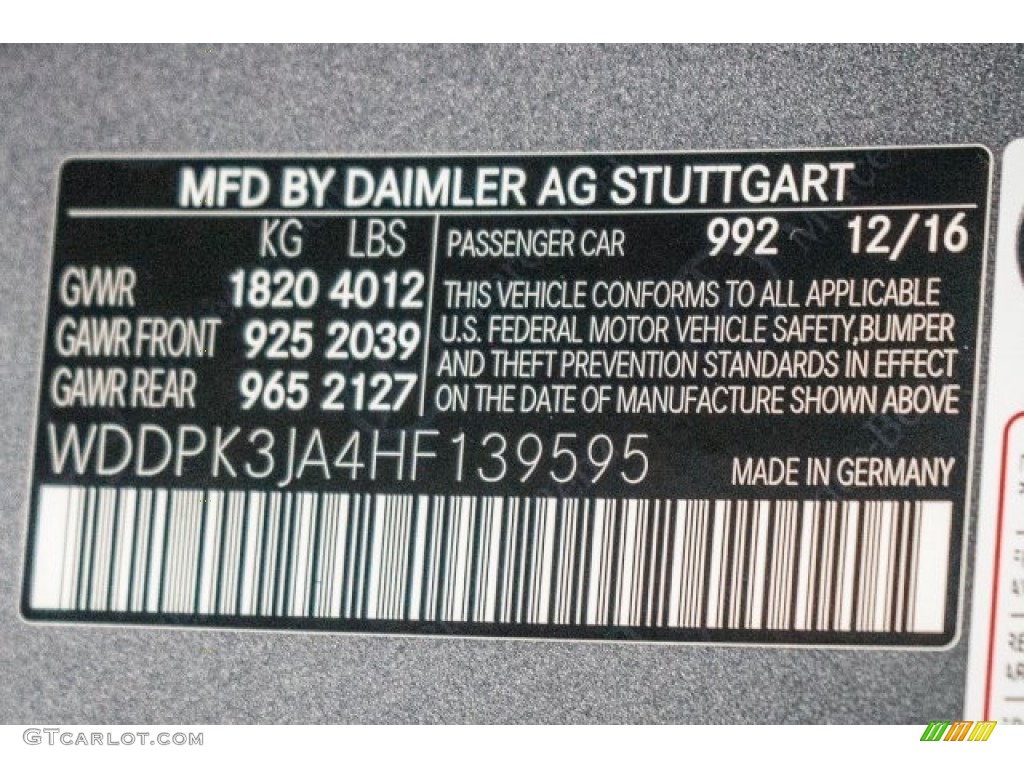 MFD BY DAIMLER AG STUTTGART
KG LBS
GVWR 1820 4012
GAWR FRONT 925 2039
GAWR REAR 965 2127
PASSENGER CAR 992 12/16
THIS VEHICLE CONFORMS TO ALL APPLICABLE
U.S. FEDERAL MOTOR VEHICLE SAFETY,BUMPER
AND THEFT PREVENTION STANDARDS IN EFFECT
ON THE DATE OF MANUFACTURE SHOWN ABOVE
WDDPK3JA4HF139595
MADE IN GERMANY
GTCarlot.com